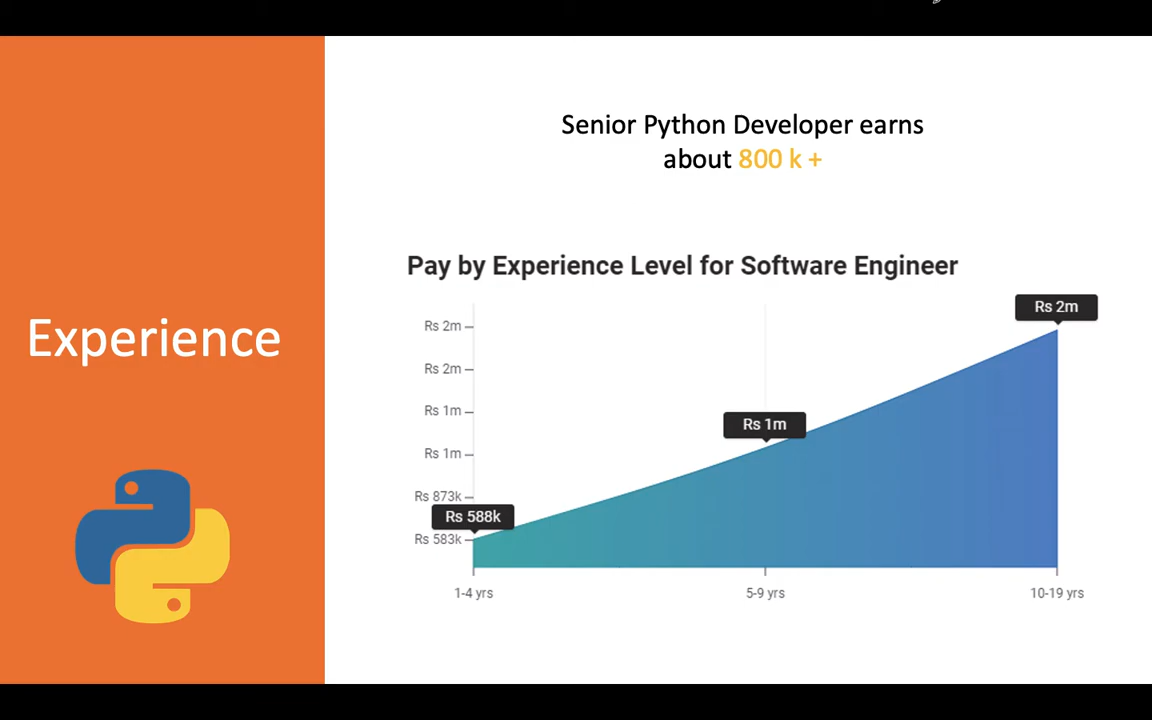 Senior Python Developer earns
about 800 k +
Experience
Pay by Experience Level for Software Engineer
Rs 2m
Rs 2m
Rs 2m
Rs 1m
Rs 1m
Rs 1m
Rs 873k
Rs 588k
Rs 583k
1-4 yrs
5-9 yrs
10-19 yrs